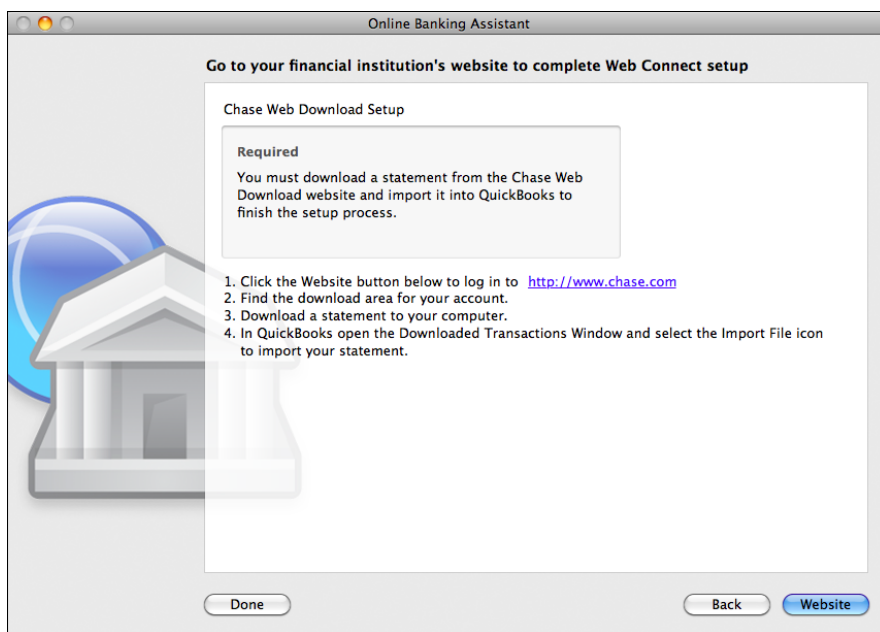 Online Banking Assistant
Go to your financial institution's website to complete Web Connect setup
Chase Web Download Setup
Required
You must download a statement from the Chase Web
Download website and import it into QuickBooks to
finish the setup process.
1. Click the Website button below to log in to http://www.chase.com
2. Find the download area for your account.
3. Download a statement to your computer.
4. In QuickBooks open the Downloaded Transactions Window and select the Import File icon
to import your statement.
Done
Back
Website